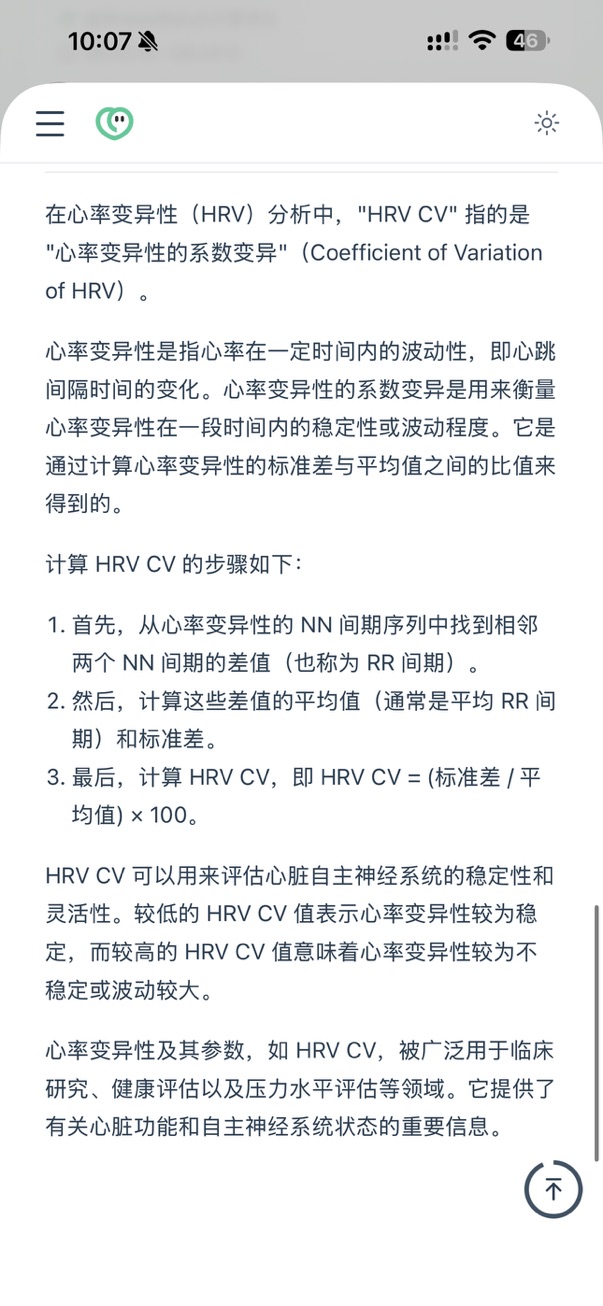 10:07
46
在心率变异性（HRV）分析中，"HRV CV" 指的是
"心率变异性的系数变异"（Coefficient of Variation
of HRV）。
心率变异性是指心率在一定时间内的波动性，即心跳
间隔时间的变化。心率变异性的系数变异是用来衡量
心率变异性在一段时间内的稳定性或波动程度。它是
通过计算心率变异性的标准差与平均值之间的比值来
得到的。
计算 HRV CV 的步骤如下：
1. 首先，从心率变异性的 NN 间期序列中找到相邻
两个 NN 间期的差值（也称为 RR 间期）。
2. 然后，计算这些差值的平均值（通常是平均 RR 间
期）和标准差。
3. 最后，计算 HRV CV，即 HRV CV = (标准差 / 平
均值) × 100。
HRV CV 可以用来评估心脏自主神经系统的稳定性和
灵活性。较低的 HRV CV 值表示心率变异性较为稳
定，而较高的 HRV CV 值意味着心率变异性较为不
稳定或波动较大。
心率变异性及其参数，如 HRV CV，被广泛用于临床
研究、健康评估以及压力水平评估等领域。它提供了
有关心脏功能和自主神经系统状态的重要信息。